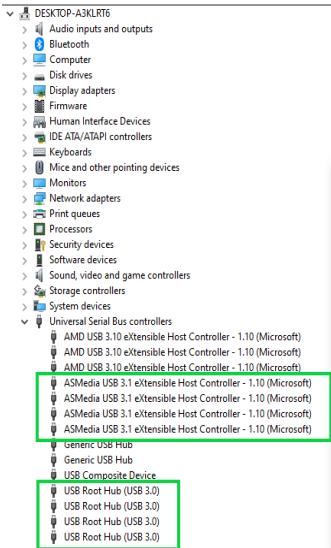 DESKTOP-A3KLRT6
Audio inputs and outputs
Bluetooth
Computer
Disk drives
Display adapters
Firmware
Human Interface Devices
IDE ATA/ATAPI controllers
Keyboards
Mice and other pointing devices
Monitors
Network adapters
Print queues
Processors
Security devices
Software devices
Sound, video and game controllers
Storage controllers
System devices
Universal Serial Bus controllers
AMD USB 3.10 eXtensible Host Controller - 1.10 (Microsoft)
AMD USB 3.10 eXtensible Host Controller - 1.10 (Microsoft)
AMD USB 3.10 eXtensible Host Controller - 1.10 (Microsoft)
ASMedia USB 3.1 eXtensible Host Controller - 1.10 (Microsoft)
ASMedia USB 3.1 eXtensible Host Controller - 1.10 (Microsoft)
ASMedia USB 3.1 eXtensible Host Controller - 1.10 (Microsoft)
ASMedia USB 3.1 eXtensible Host Controller - 1.10 (Microsoft)
Generic USB Hub
Generic USB Hub
USB Composite Device
USB Root Hub (USB 3.0)
USB Root Hub (USB 3.0)
USB Root Hub (USB 3.0)
USB Root Hub (USB 3.0)